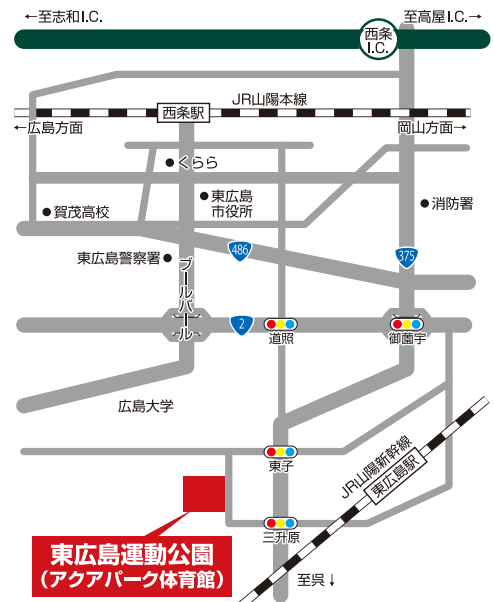 ←至志和I.C.
至高屋I.C.→
西条
I.C.
JR山陽本線
西条駅
←広島方面
岡山方面→
くらら
東広島
市役所
賀茂高校
消防署
東広島警察署
ブールバール
486
375
2
道照
御薗宇
広島大学
東子
JR山陽新幹線
東広島駅
三升原
東広島運動公園
(アクアパーク体育館)
至呉↓